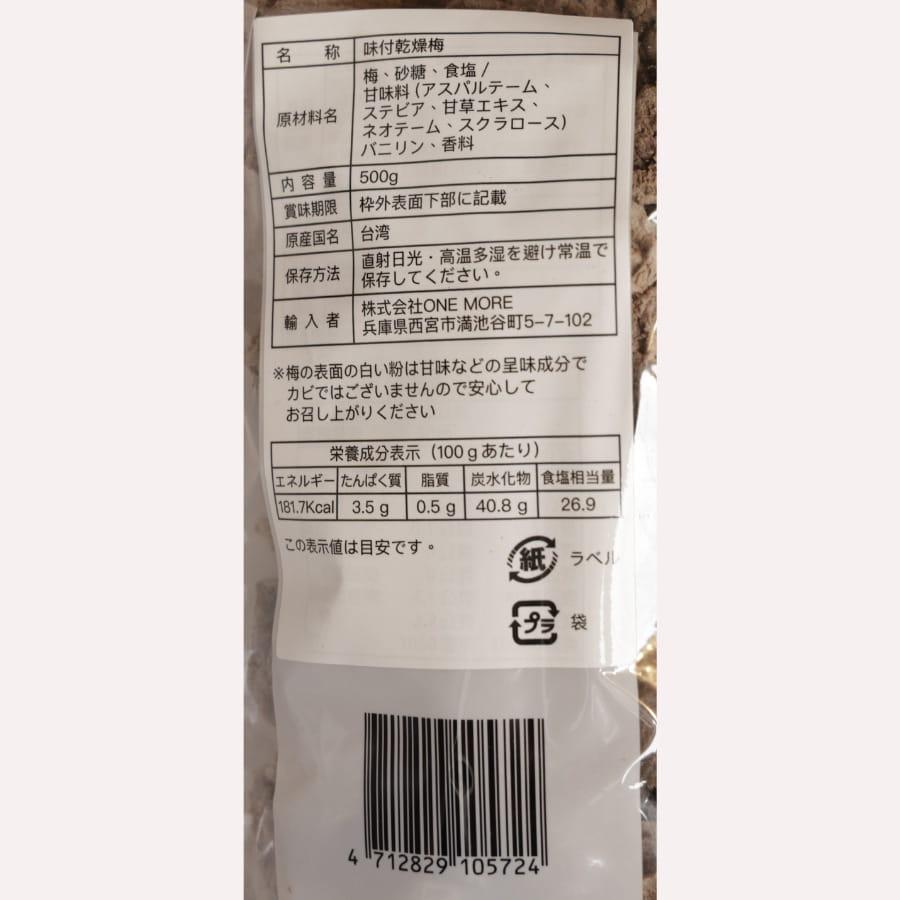 名称 味付乾燥梅
原材料名 梅、砂糖、食塩/
甘味料(アスパルテーム、
ステビア、甘草エキス、
ネオテーム、スクラロース)
バニリン、香料
内容量 500g
賞味期限 枠外表面下部に記載
原産国名 台湾
保存方法 直射日光・高温多湿を避け常温で
保存してください。
輸入者 株式会社ONE MORE
兵庫県西宮市満池谷町5-7-102
※梅の表面の白い粉は甘味などの呈味成分で
カビではございませんので安心して
お召し上がりください
栄養成分表示(100gあたり)
エネルギー たんぱく質 脂質 炭水化物 食塩相当量
181.7Kcal 3.5g 0.5g 40.8g 26.9
この表示値は目安です。
紙 ラベル
プラ 袋
4 712829 105724